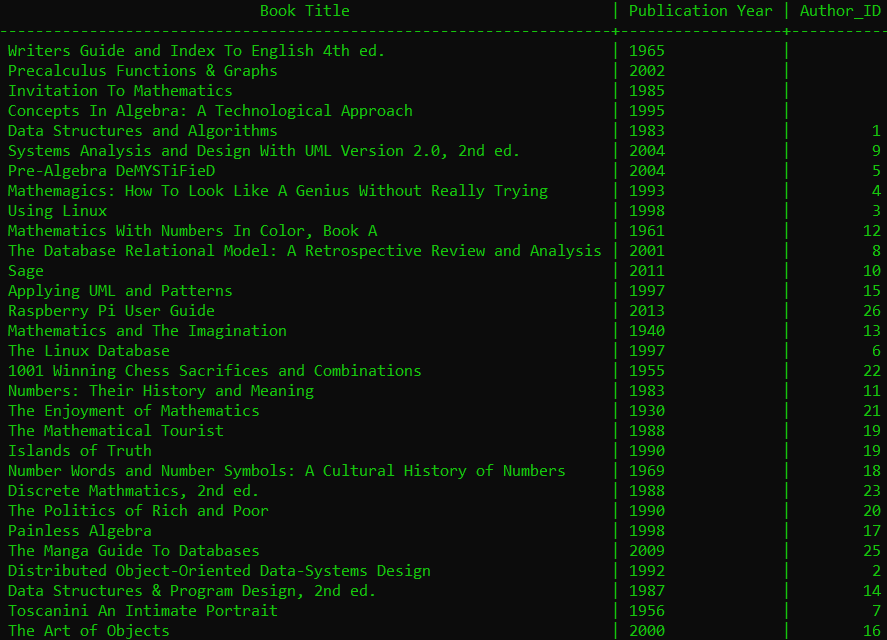 Book Title | Publication Year | Author_ID
--------------------------------------------------------------------+------------------+-----------
Writers Guide and Index To English 4th ed. | 1965 |
Precalculus Functions & Graphs | 2002 |
Invitation To Mathematics | 1985 |
Concepts In Algebra: A Technological Approach | 1995 |
Data Structures and Algorithms | 1983 | 1
Systems Analysis and Design With UML Version 2.0, 2nd ed. | 2004 | 9
Pre-Algebra DeMYSTiFieD | 2004 | 5
Mathemagics: How To Look Like A Genius Without Really Trying | 1993 | 4
Using Linux | 1998 | 3
Mathematics With Numbers In Color, Book A | 1961 | 12
The Database Relational Model: A Retrospective Review and Analysis | 2001 | 8
Sage | 2011 | 10
Applying UML and Patterns | 1997 | 15
Raspberry Pi User Guide | 2013 | 26
Mathematics and The Imagination | 1940 | 13
The Linux Database | 1997 | 6
1001 Winning Chess Sacrifices and Combinations | 1955 | 22
Numbers: Their History and Meaning | 1983 | 11
The Enjoyment of Mathematics | 1930 | 21
The Mathematical Tourist | 1988 | 19
Islands of Truth | 1990 | 19
Number Words and Number Symbols: A Cultural History of Numbers | 1969 | 18
Discrete Mathmatics, 2nd ed. | 1988 | 23
The Politics of Rich and Poor | 1990 | 20
Painless Algebra | 1998 | 17
The Manga Guide To Databases | 2009 | 25
Distributed Object-Oriented Data-Systems Design | 1992 | 2
Data Structures & Program Design, 2nd ed. | 1987 | 14
Toscanini An Intimate Portrait | 1956 | 7
The Art of Objects | 2000 | 16